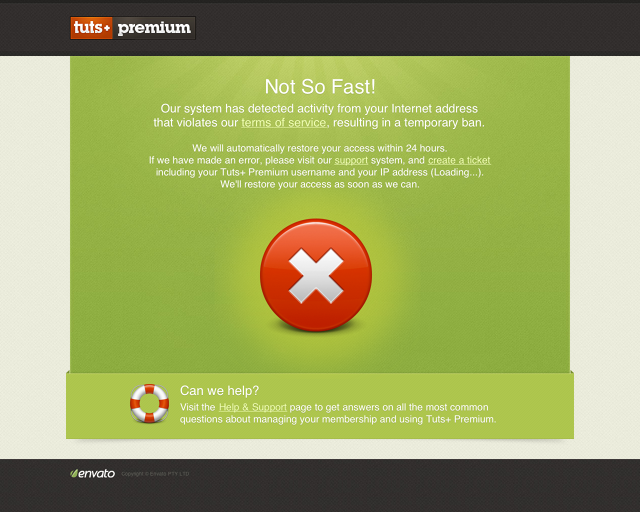 tuts+ premium
Not So Fast!
Our system has detected activity from your Internet address
that violates our terms of service, resulting in a temporary ban.
We will automatically restore your access within 24 hours.
If we have made an error, please visit our support system, and create a ticket
including your Tuts+ Premium username and your IP address (Loading...).
We'll restore your access as soon as we can.
Can we help?
Visit the Help & Support page to get answers on all the most common
questions about managing your membership and using Tuts+ Premium.
envato Copyright © Envato PTY LTD